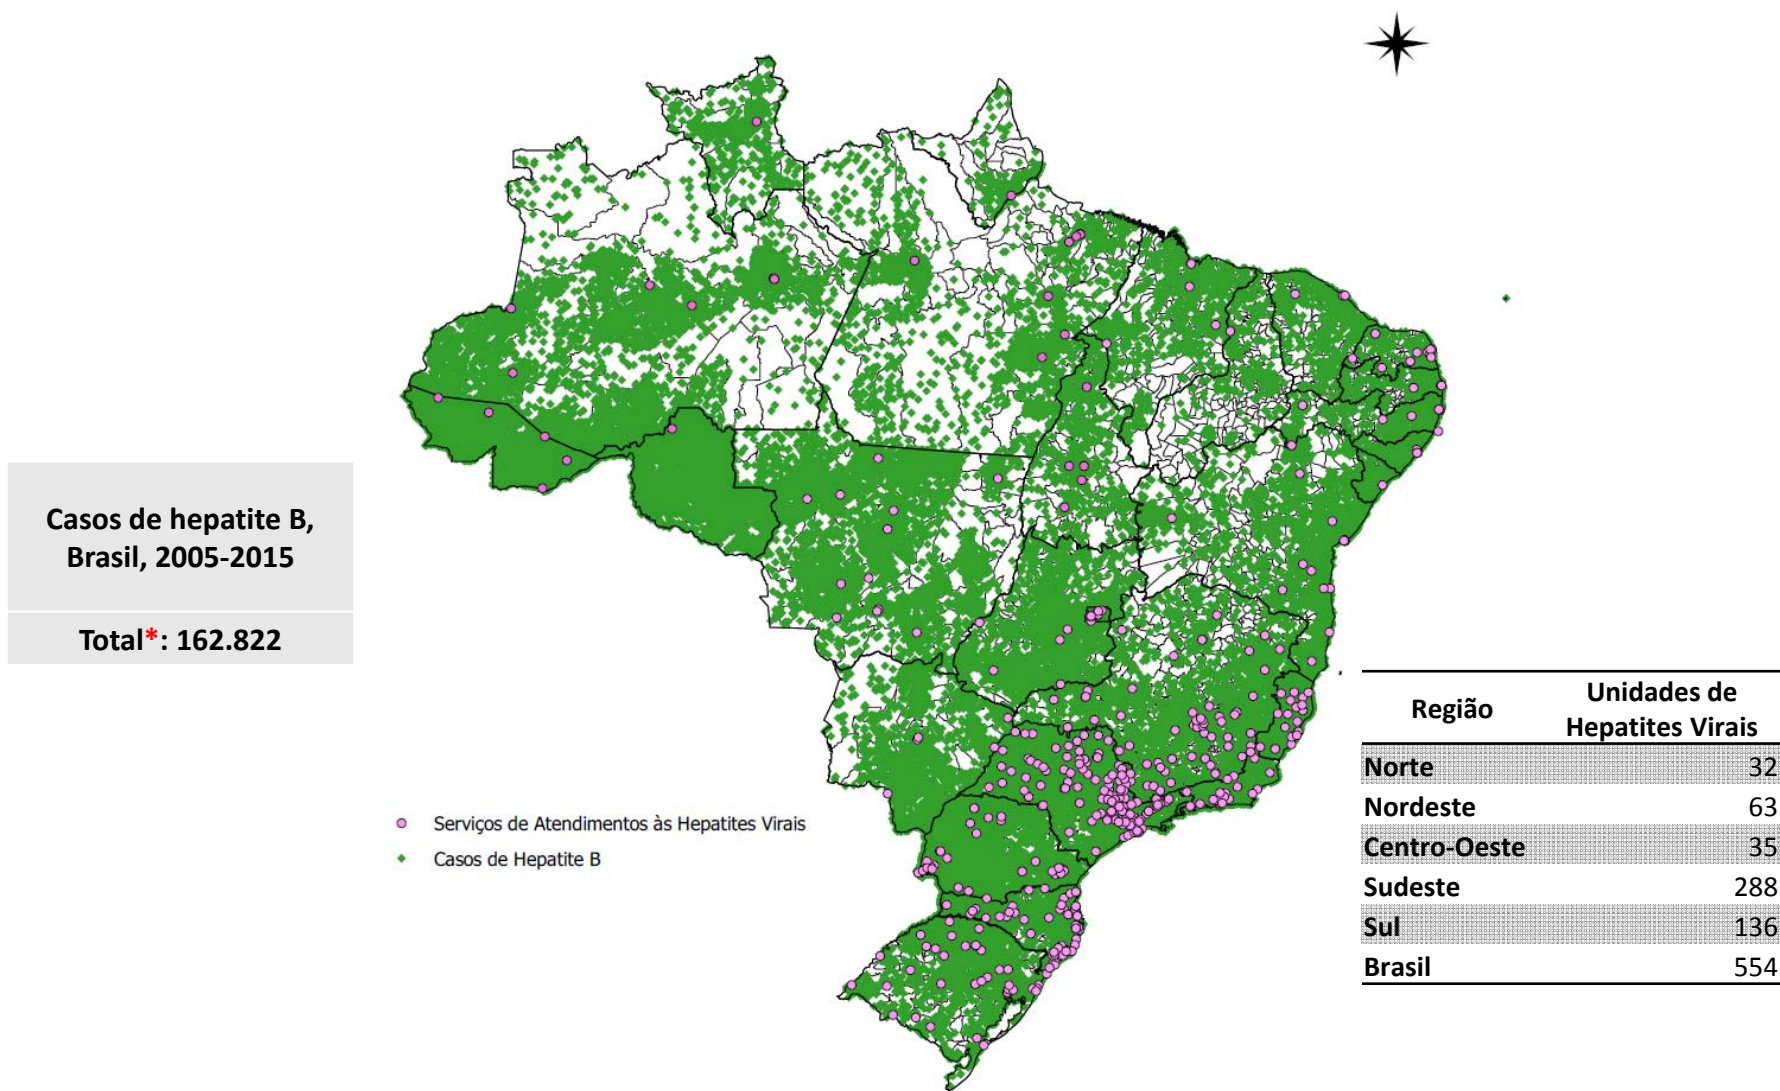 Casos de hepatite B,
Brasil, 2005-2015
Total*: 162.822
Serviços de Atendimentos às Hepatites Virais
Casos de Hepatite B
Região Unidades de Hepatites Virais
Norte 32
Nordeste 63
Centro-Oeste 35
Sudeste 288
Sul 136
Brasil 554